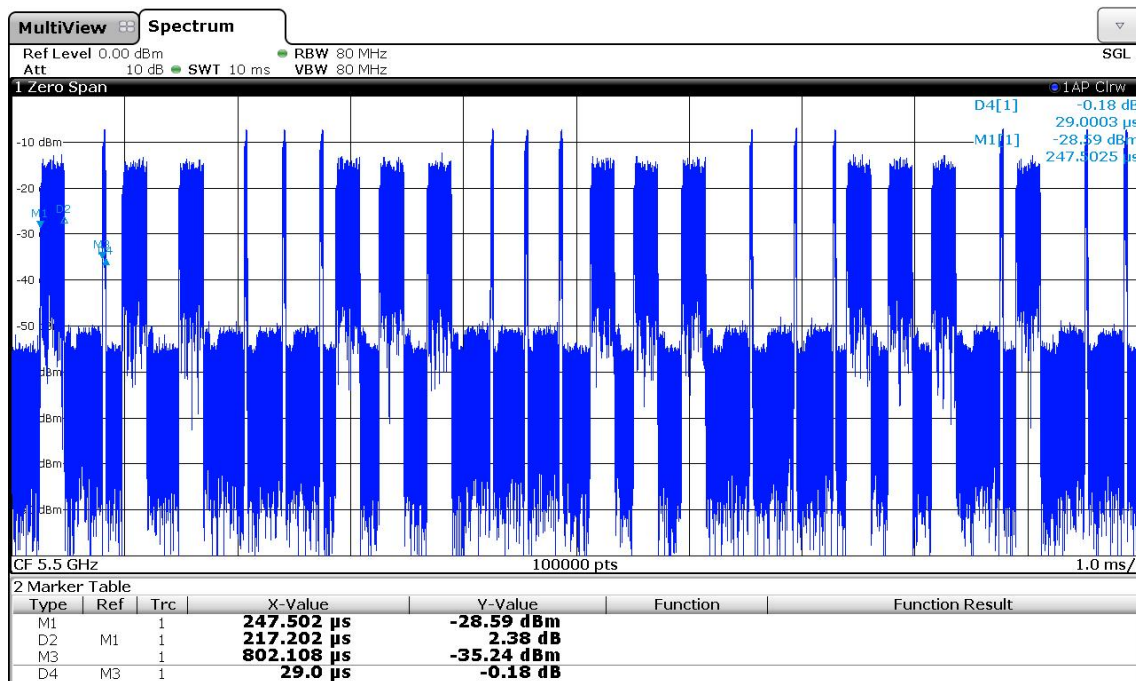 MultiView Spectrum
Ref Level 0.00 dBm RBW 80 MHz SGL
Att 10 dB SWT 10 ms VBW 80 MHz
1 Zero Span 1AP Clrw
D4[1] -0.18 dB
29.0003 µs
-10 dBm M1[1] -28.59 dBm
247.5025 µs
-20
M1 D2
-30
D4
-40
-50 dBm
dBm
dBm
dBm
dBm
CF 5.5 GHz 100000 pts 1.0 ms/
2 Marker Table
Type Ref Trc X-Value Y-Value Function Function Result
M1 1 247.502 µs -28.59 dBm
D2 M1 1 217.202 µs 2.38 dB
M3 1 802.108 µs -35.24 dBm
D4 M3 1 29.0 µs -0.18 dB